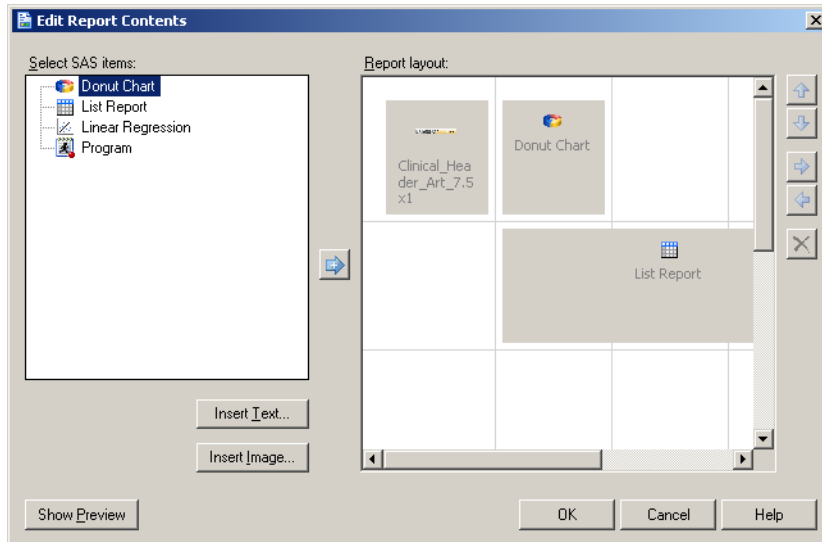 Edit Report Contents
Select SAS items:
Donut Chart
List Report
Linear Regression
Program
Insert Text...
Insert Image...
Report layout:
Clinical_Hea
der_Art_7.5
x1
Donut Chart
List Report
Show Preview
OK
Cancel
Help